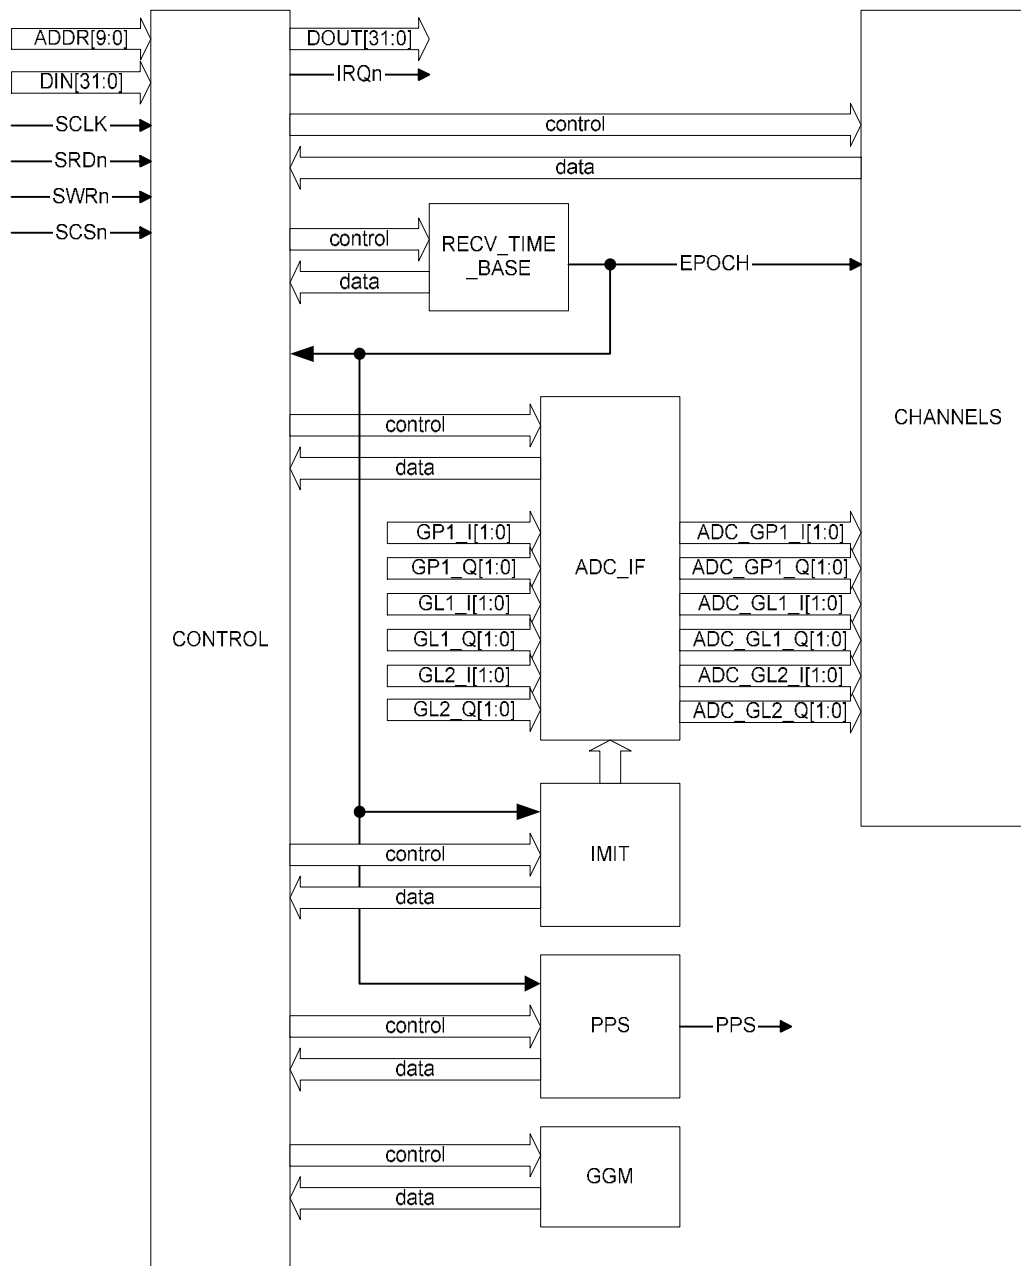 ADDR[9:0]
DOUT[31:0]
DIN[31:0]
IRQn
SCLK
control
SRDn
data
SWRn
SCSn
control
RECV_TIME
_BASE
EPOCH
data
CHANNELS
control
data
GP1_I[1:0]
ADC_GP1_I[1:0]
GP1_Q[1:0]
ADC_IF
ADC_GP1_Q[1:0]
GL1_I[1:0]
ADC_GL1_I[1:0]
CONTROL
GL1_Q[1:0]
ADC_GL1_Q[1:0]
GL2_I[1:0]
ADC_GL2_I[1:0]
GL2_Q[1:0]
ADC_GL2_Q[1:0]
control
IMIT
data
control
PPS
PPS
data
control
GGM
data